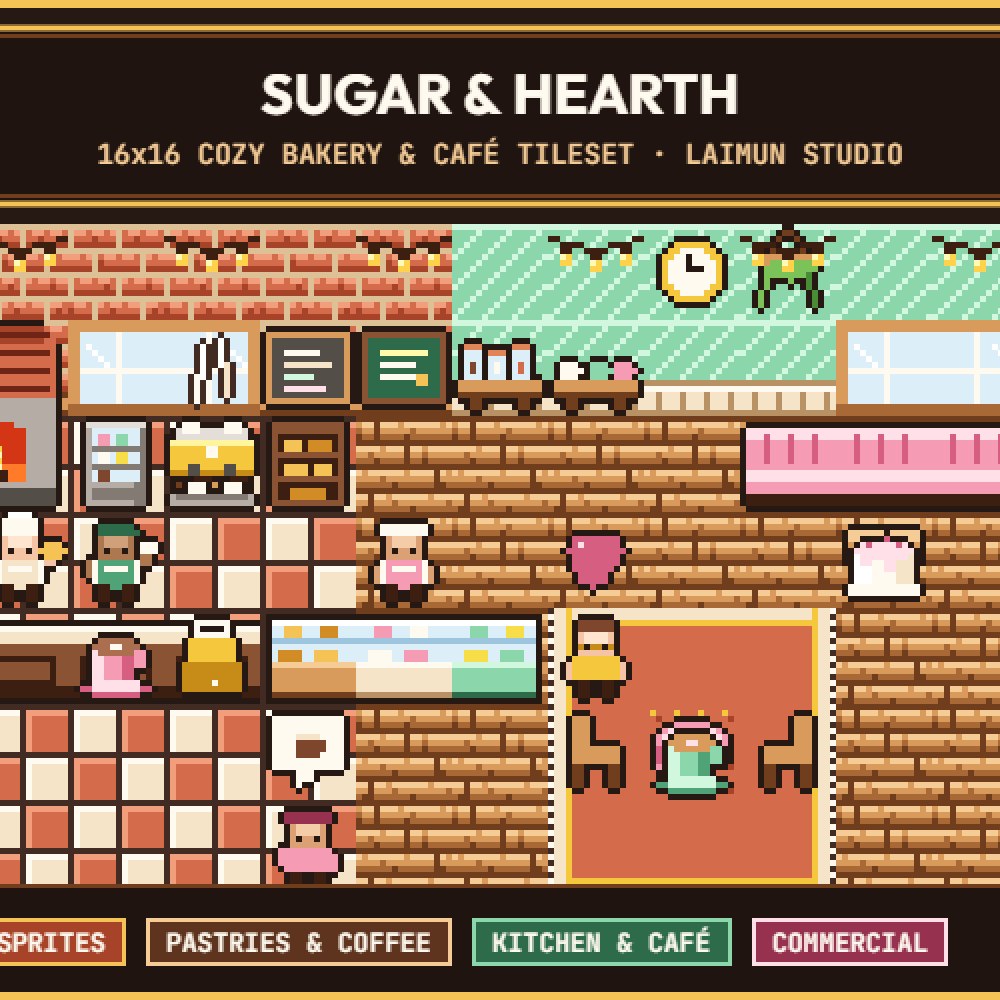 SUGAR & HEARTH
16x16 COZY BAKERY & CAFÉ TILESET · LAIMUN STUDIO
SPRITES
PASTRIES & COFFEE
KITCHEN & CAFÉ
COMMERCIAL